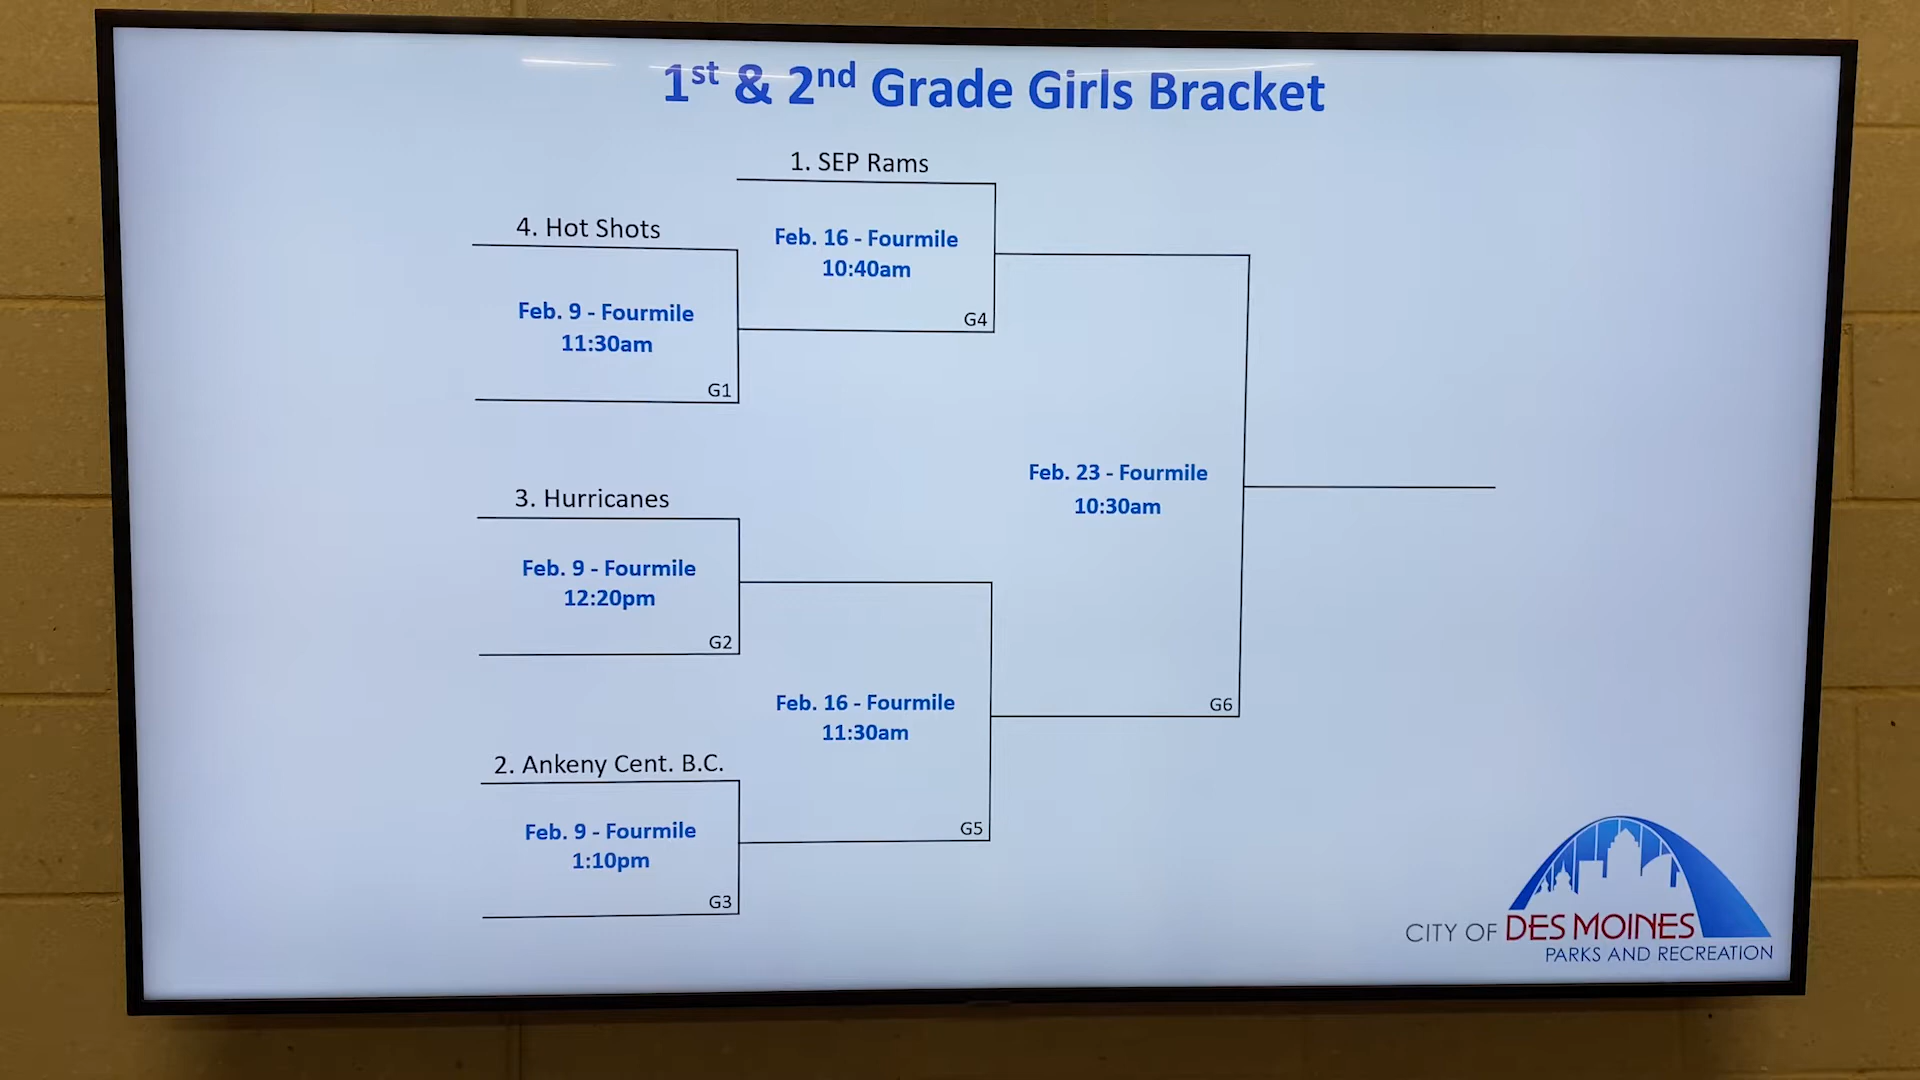 1st & 2nd Grade Girls Bracket
1. SEP Rams
4. Hot Shots
Feb. 16 - Fourmile
10:40am
G4
Feb. 9 - Fourmile
11:30am
G1
Feb. 23 - Fourmile
10:30am
G6
3. Hurricanes
Feb. 9 - Fourmile
12:20pm
G2
Feb. 16 - Fourmile
11:30am
G5
2. Ankeny Cent. B.C.
Feb. 9 - Fourmile
1:10pm
G3
CITY OF DES MOINES
PARKS AND RECREATION